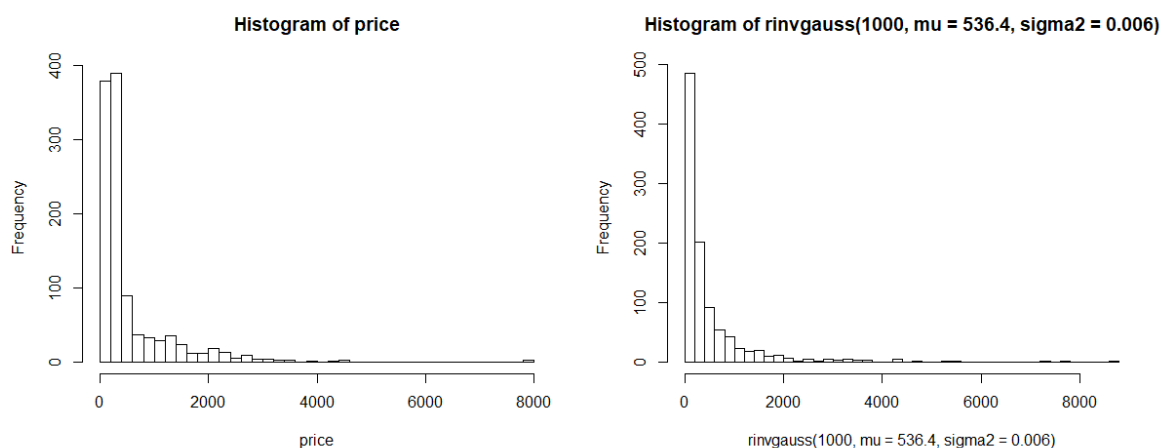 Histogram of price
Frequency
0 100 200 300 400
0 2000 4000 6000 8000
price
Histogram of rinvgauss(1000, mu = 536.4, sigma2 = 0.006)
Frequency
0 100 200 300 400 500
0 2000 4000 6000 8000
rinvgauss(1000, mu = 536.4, sigma2 = 0.006)